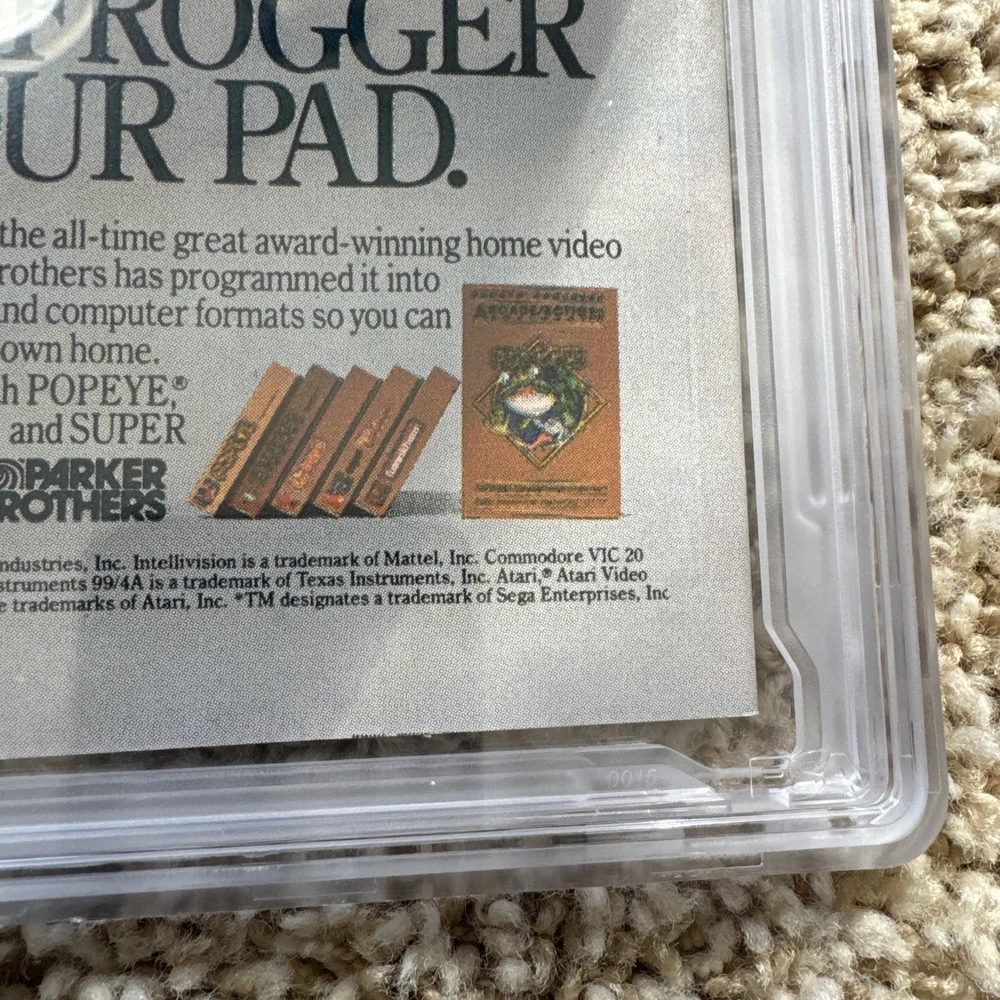 FROGGER
UR PAD.
the all-time great award-winning home video
rothers has programmed it into
nd computer formats so you can
own home.
h POPEYE,®
and SUPER
PARKER
ROTHERS
ndustries, Inc. Intellivision is a trademark of Mattel, Inc. Commodore VIC 20
struments 99/4A is a trademark of Texas Instruments, Inc. Atari,® Atari Video
e trademarks of Atari, Inc. *TM designates a trademark of Sega Enterprises, Inc
FROGGER
0015